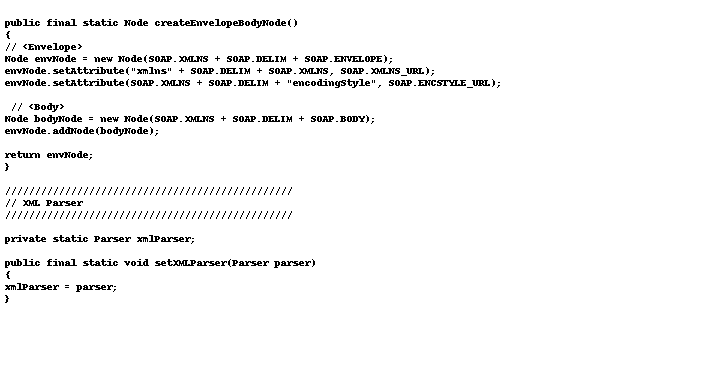 public final static Node createEnvelopeBodyNode()
{
// <Envelope>
Node envNode = new Node(SOAP.XMLNS + SOAP.DELIM + SOAP.ENVELOPE);
envNode.setAttribute("xmlns" + SOAP.DELIM + SOAP.XMLNS, SOAP.XMLNS_URL);
envNode.setAttribute(SOAP.XMLNS + SOAP.DELIM + "encodingStyle", SOAP.ENCSTYLE_URL);
// <Body>
Node bodyNode = new Node(SOAP.XMLNS + SOAP.DELIM + SOAP.BODY);
envNode.addNode(bodyNode);
return envNode;
}
////////////////////////////////////////////////
// XML Parser
////////////////////////////////////////////////
private static Parser xmlParser;
public final static void setXMLParser(Parser parser)
{
xmlParser = parser;
}